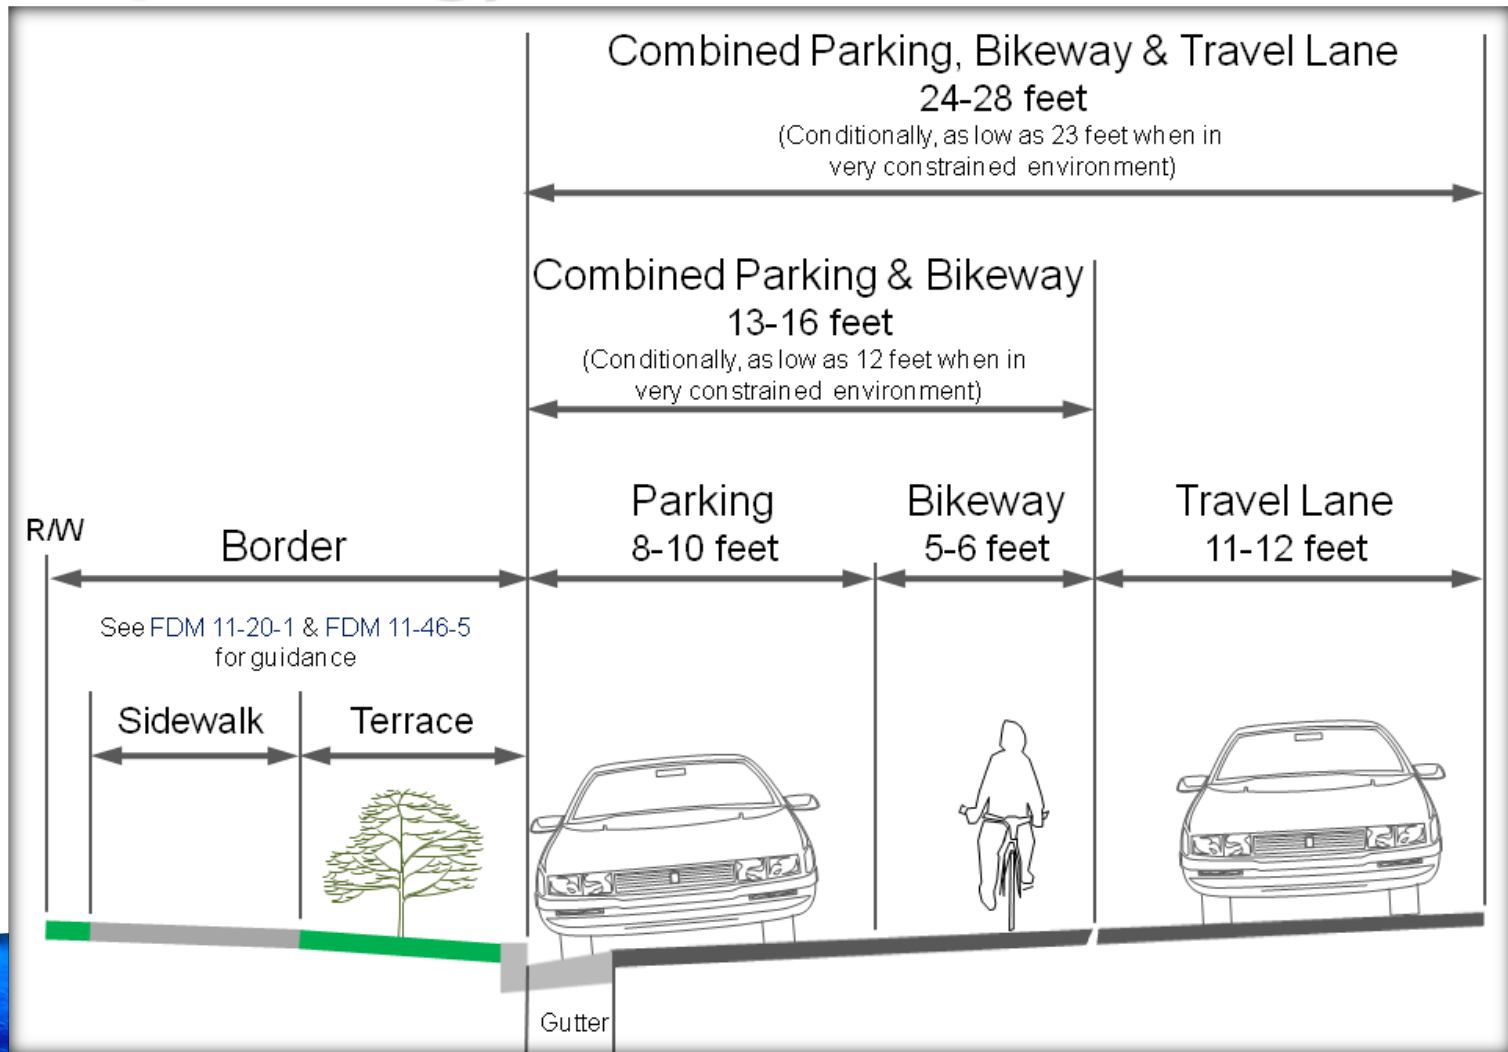 Combined Parking, Bikeway & Travel Lane
24-28 feet
(Conditionally, as low as 23 feet when in
very constrained environment)
Combined Parking & Bikeway
13-16 feet
(Conditionally, as low as 12 feet when in
very constrained environment)
R/W
Border
Parking
8-10 feet
Bikeway
5-6 feet
Travel Lane
11-12 feet
See FDM 11-20-1 & FDM 11-46-5
for guidance
Sidewalk
Terrace
Gutter